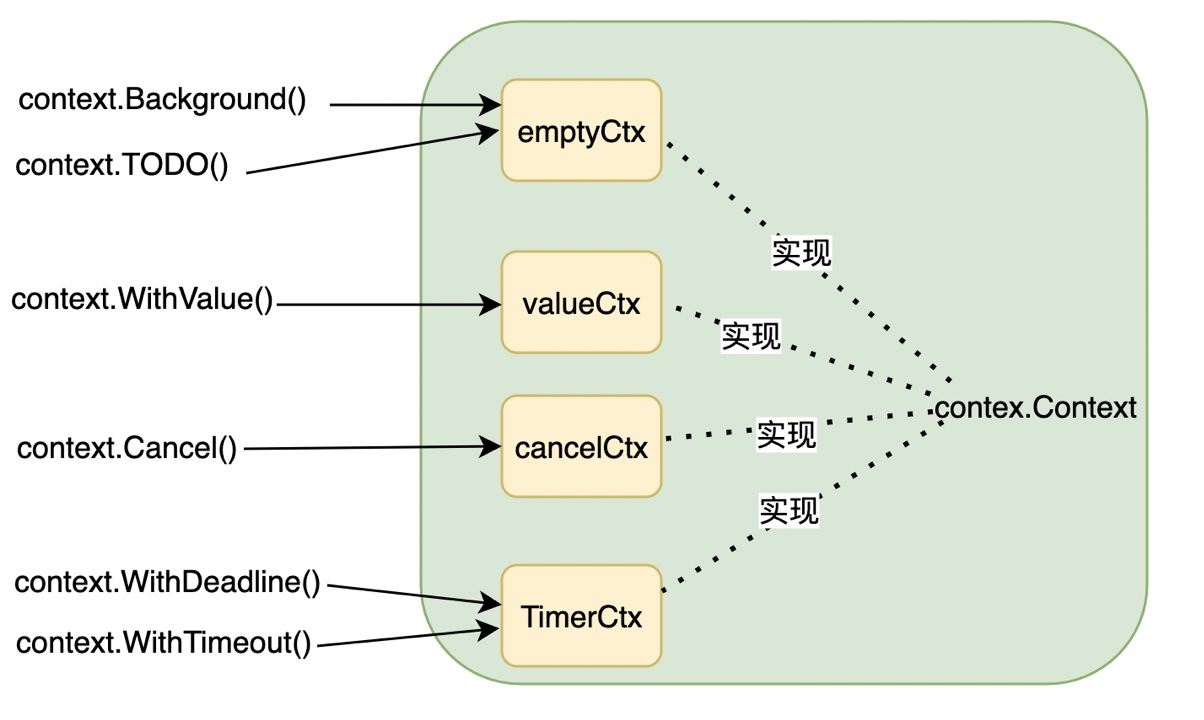 context.Background()
emptyCtx
context.TODO()
实现
context.WithValue()
valueCtx
实现
contex.Context
context.Cancel()
cancelCtx
实现
实现
context.WithDeadline()
TimerCtx
context.WithTimeout()